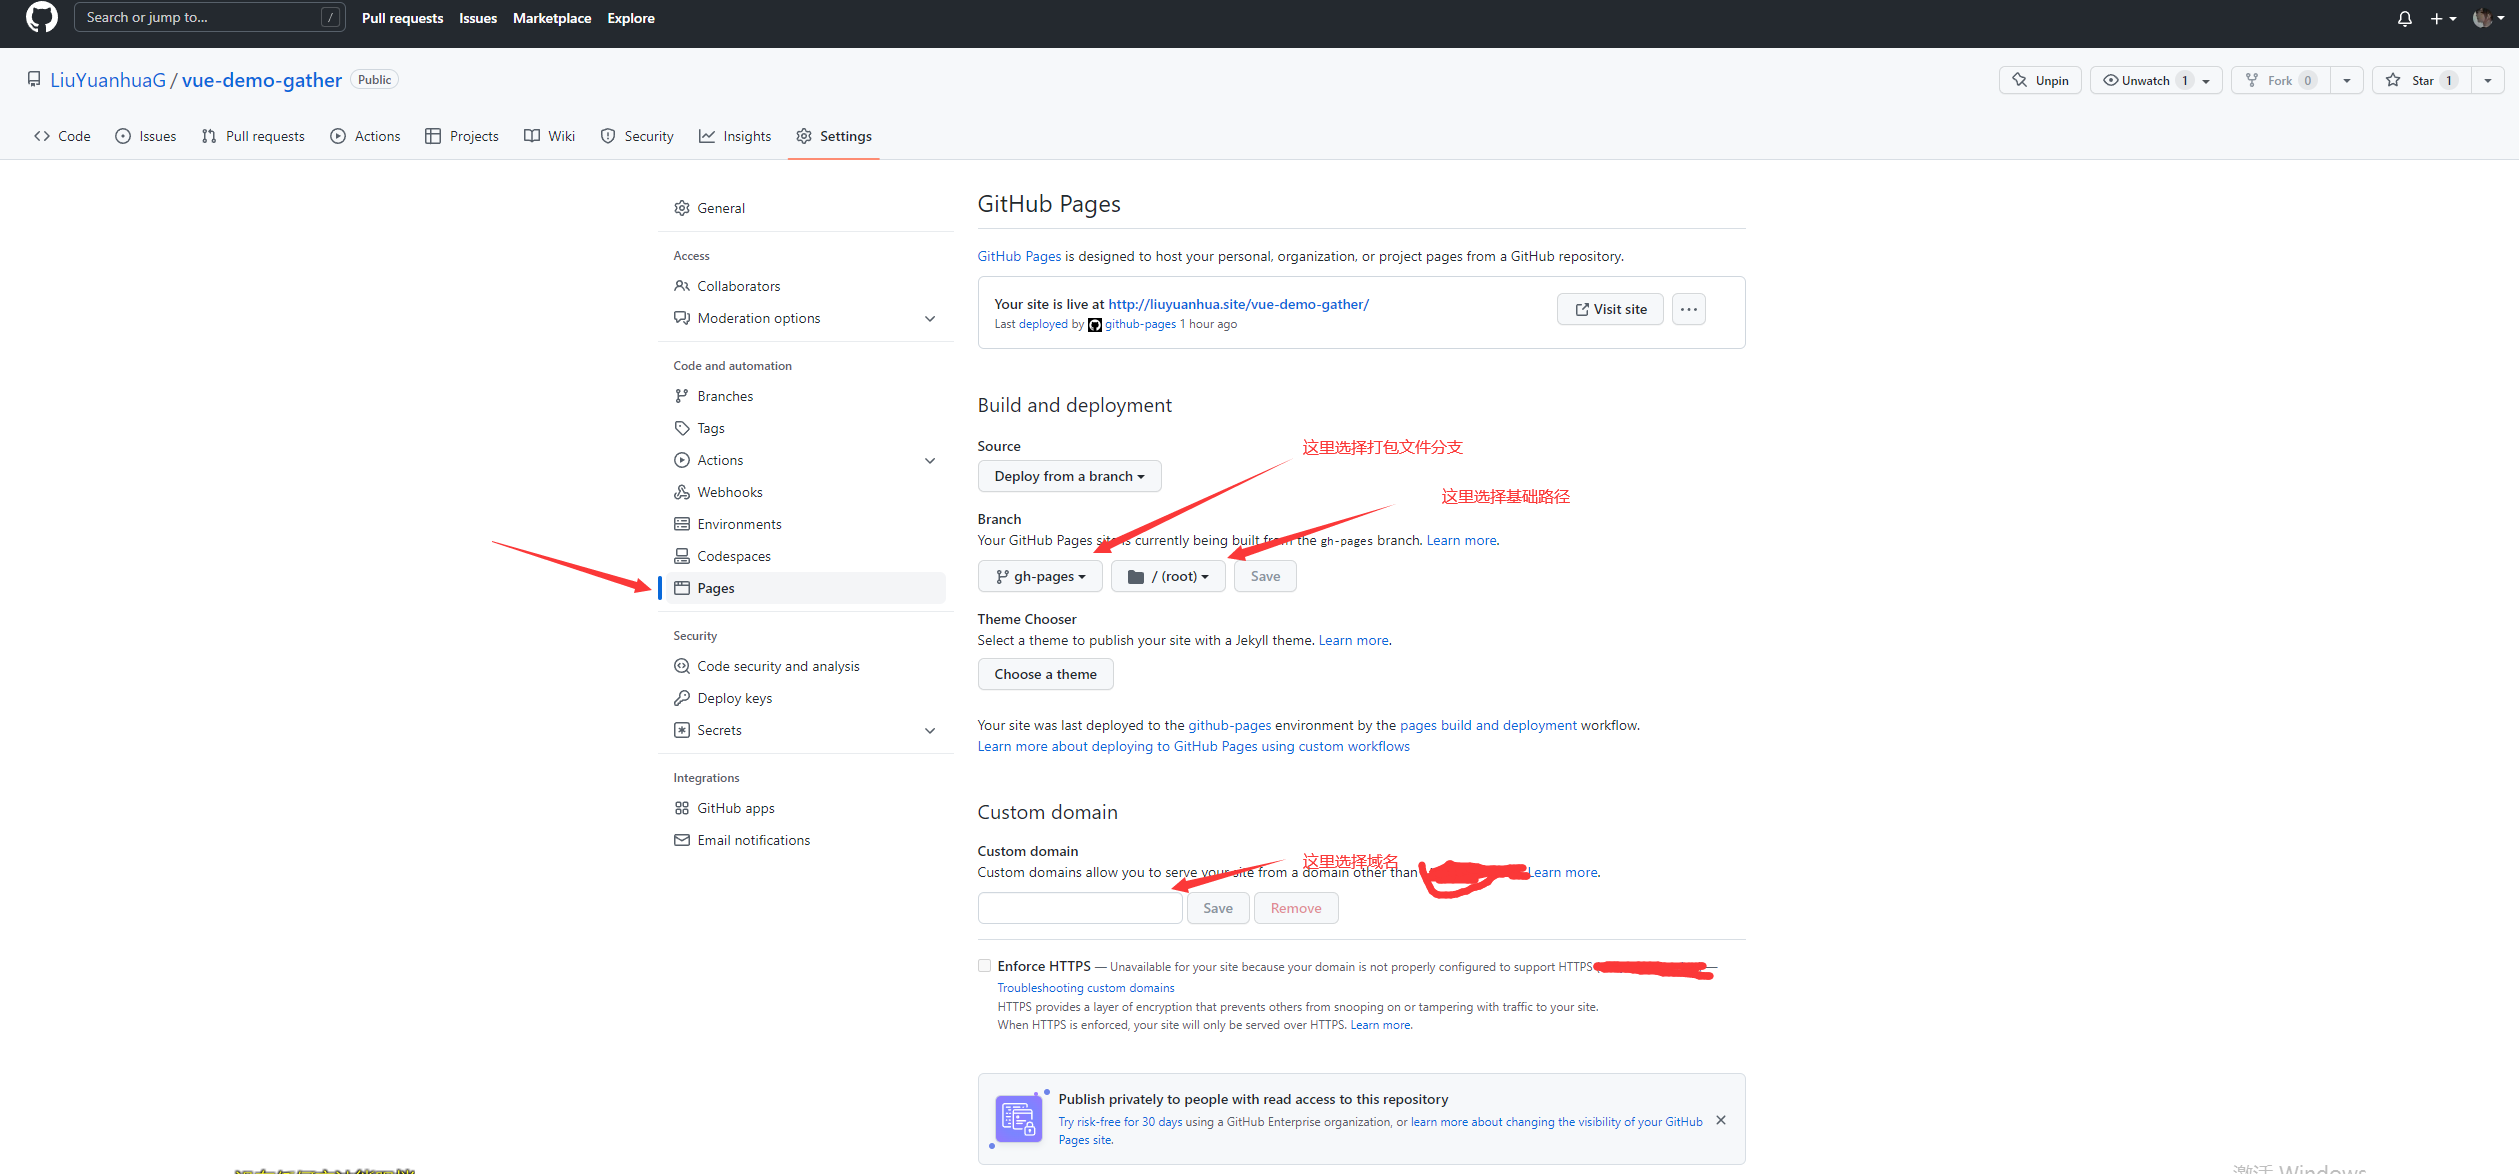 Search or jump to... /
Pull requests Issues Marketplace Explore
LiuYuanhuaG / vue-demo-gather Public
Unpin Unwatch 1 Fork 0 Star 1
Code Issues Pull requests Actions Projects Wiki Security Insights Settings
General
Access
Collaborators
Moderation options
Code and automation
Branches
Tags
Actions
Webhooks
Environments
Codespaces
Pages
Security
Code security and analysis
Deploy keys
Secrets
Integrations
GitHub apps
Email notifications
GitHub Pages
GitHub Pages is designed to host your personal, organization, or project pages from a GitHub repository.
Your site is live at http://liuyuanhua.site/vue-demo-gather/
Last deployed by github-pages 1 hour ago
Visit site
Build and deployment
Source
这里选择打包文件分支
Deploy from a branch
这里选择基础路径
Branch
Your GitHub Pages site is currently being built from the gh-pages branch. Learn more.
gh-pages / (root) Save
Theme Chooser
Select a theme to publish your site with a Jekyll theme. Learn more.
Choose a theme
Your site was last deployed to the github-pages environment by the pages build and deployment workflow.
Learn more about deploying to GitHub Pages using custom workflows
Custom domain
Custom domain
这里选择域名
Custom domains allow you to serve your site from a domain other than Learn more.
Save Remove
Enforce HTTPS — Unavailable for your site because your domain is not properly configured to support HTTPS —
Troubleshooting custom domains
HTTPS provides a layer of encryption that prevents others from snooping on or tampering with traffic to your site.
When HTTPS is enforced, your site will only be served over HTTPS. Learn more.
Publish privately to people with read access to this repository
Try risk-free for 30 days using a GitHub Enterprise organization, or learn more about changing the visibility of your GitHub
Pages site.
激活 Windows